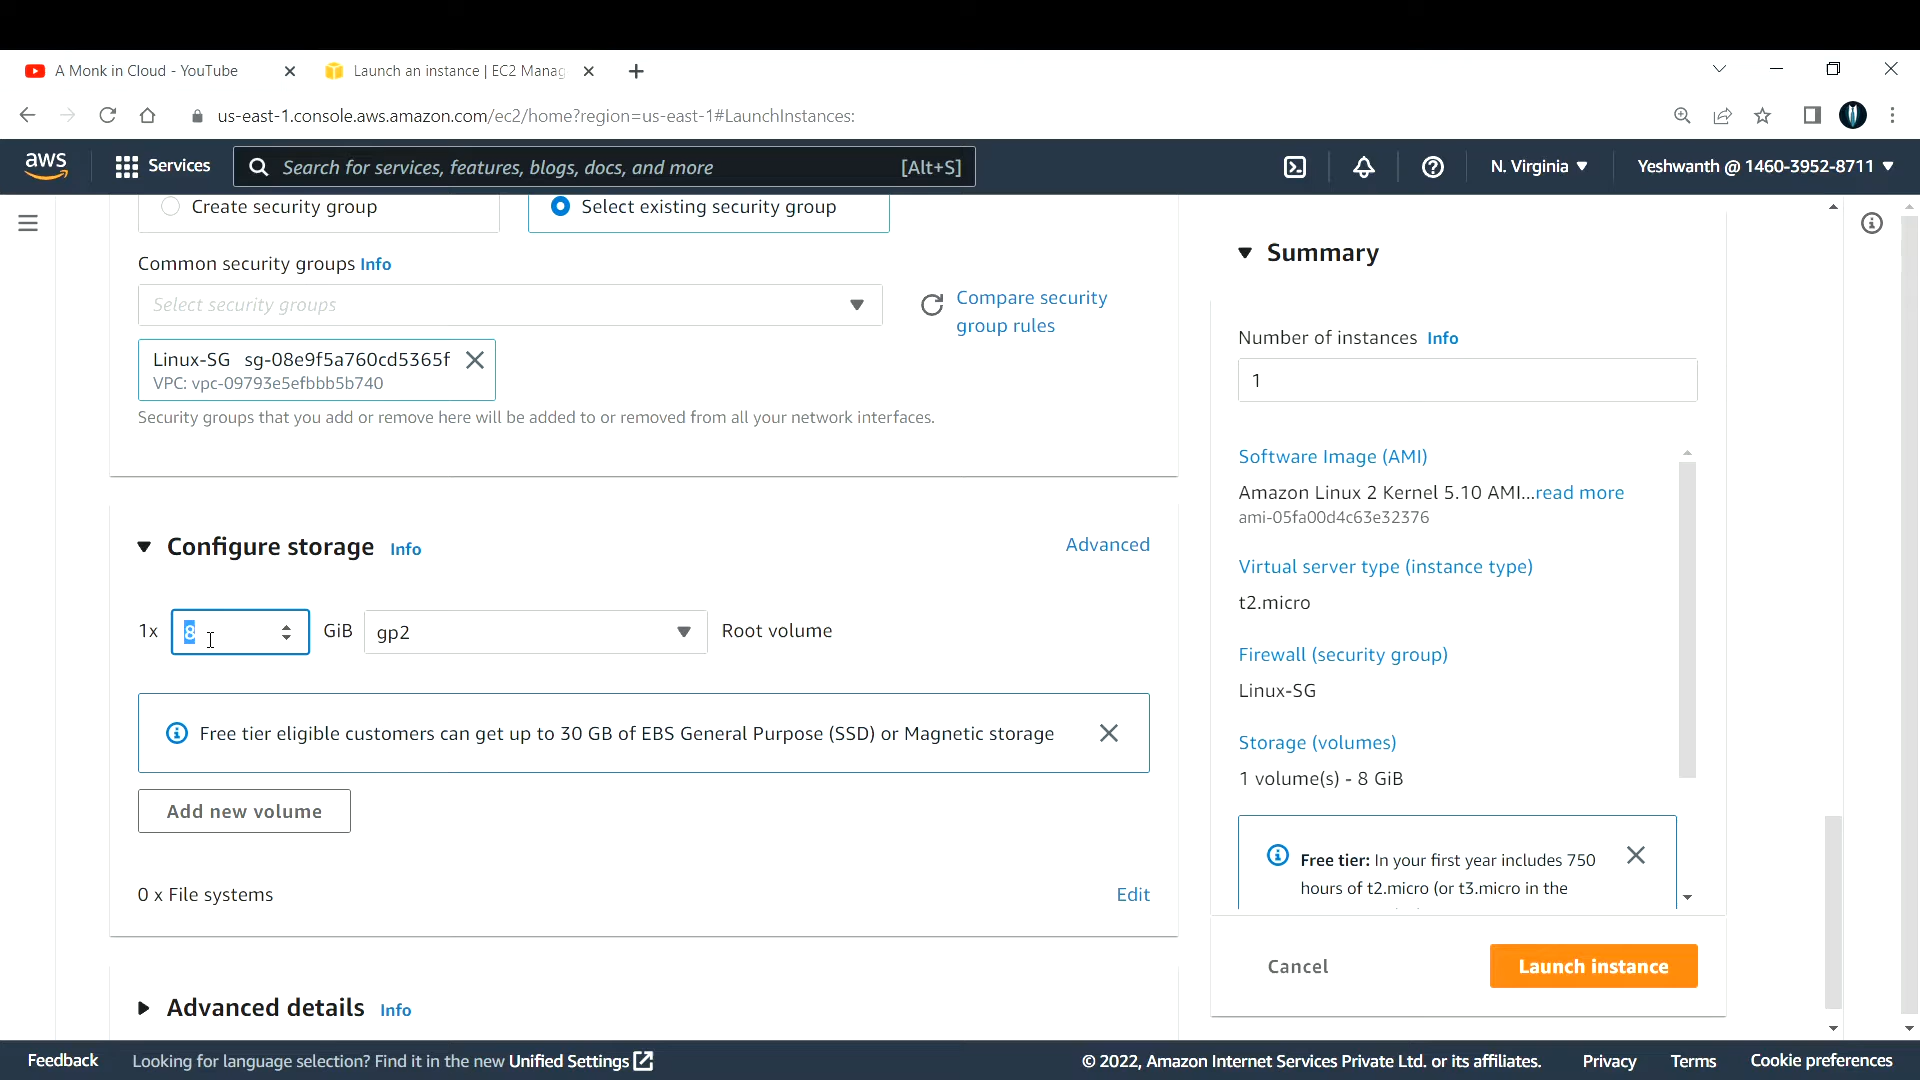 A Monk in Cloud - YouTube
Launch an instance | EC2 Manag
us-east-1.console.aws.amazon.com/ec2/home?region=us-east-1#LaunchInstances:
aws
Services
Search for services, features, blogs, docs, and more
[Alt+S]
N. Virginia
Yeshwanth @ 1460-3952-8711
Create security group
Select existing security group
Common security groups Info
Select security groups
Compare security
group rules
Linux-SG sg-08e9f5a760cd5365f
VPC: vpc-09793e5efbbb5b740
Security groups that you add or remove here will be added to or removed from all your network interfaces.
Configure storage Info
Advanced
1x
8
GiB
gp2
Root volume
Free tier eligible customers can get up to 30 GB of EBS General Purpose (SSD) or Magnetic storage
Add new volume
0 x File systems
Edit
Advanced details Info
Summary
Number of instances Info
1
Software Image (AMI)
Amazon Linux 2 Kernel 5.10 AMI...read more
ami-05fa00d4c63e32376
Virtual server type (instance type)
t2.micro
Firewall (security group)
Linux-SG
Storage (volumes)
1 volume(s) - 8 GiB
Free tier: In your first year includes 750
hours of t2.micro (or t3.micro in the
Cancel
Launch instance
Feedback
Looking for language selection? Find it in the new Unified Settings
© 2022, Amazon Internet Services Private Ltd. or its affiliates.
Privacy
Terms
Cookie preferences